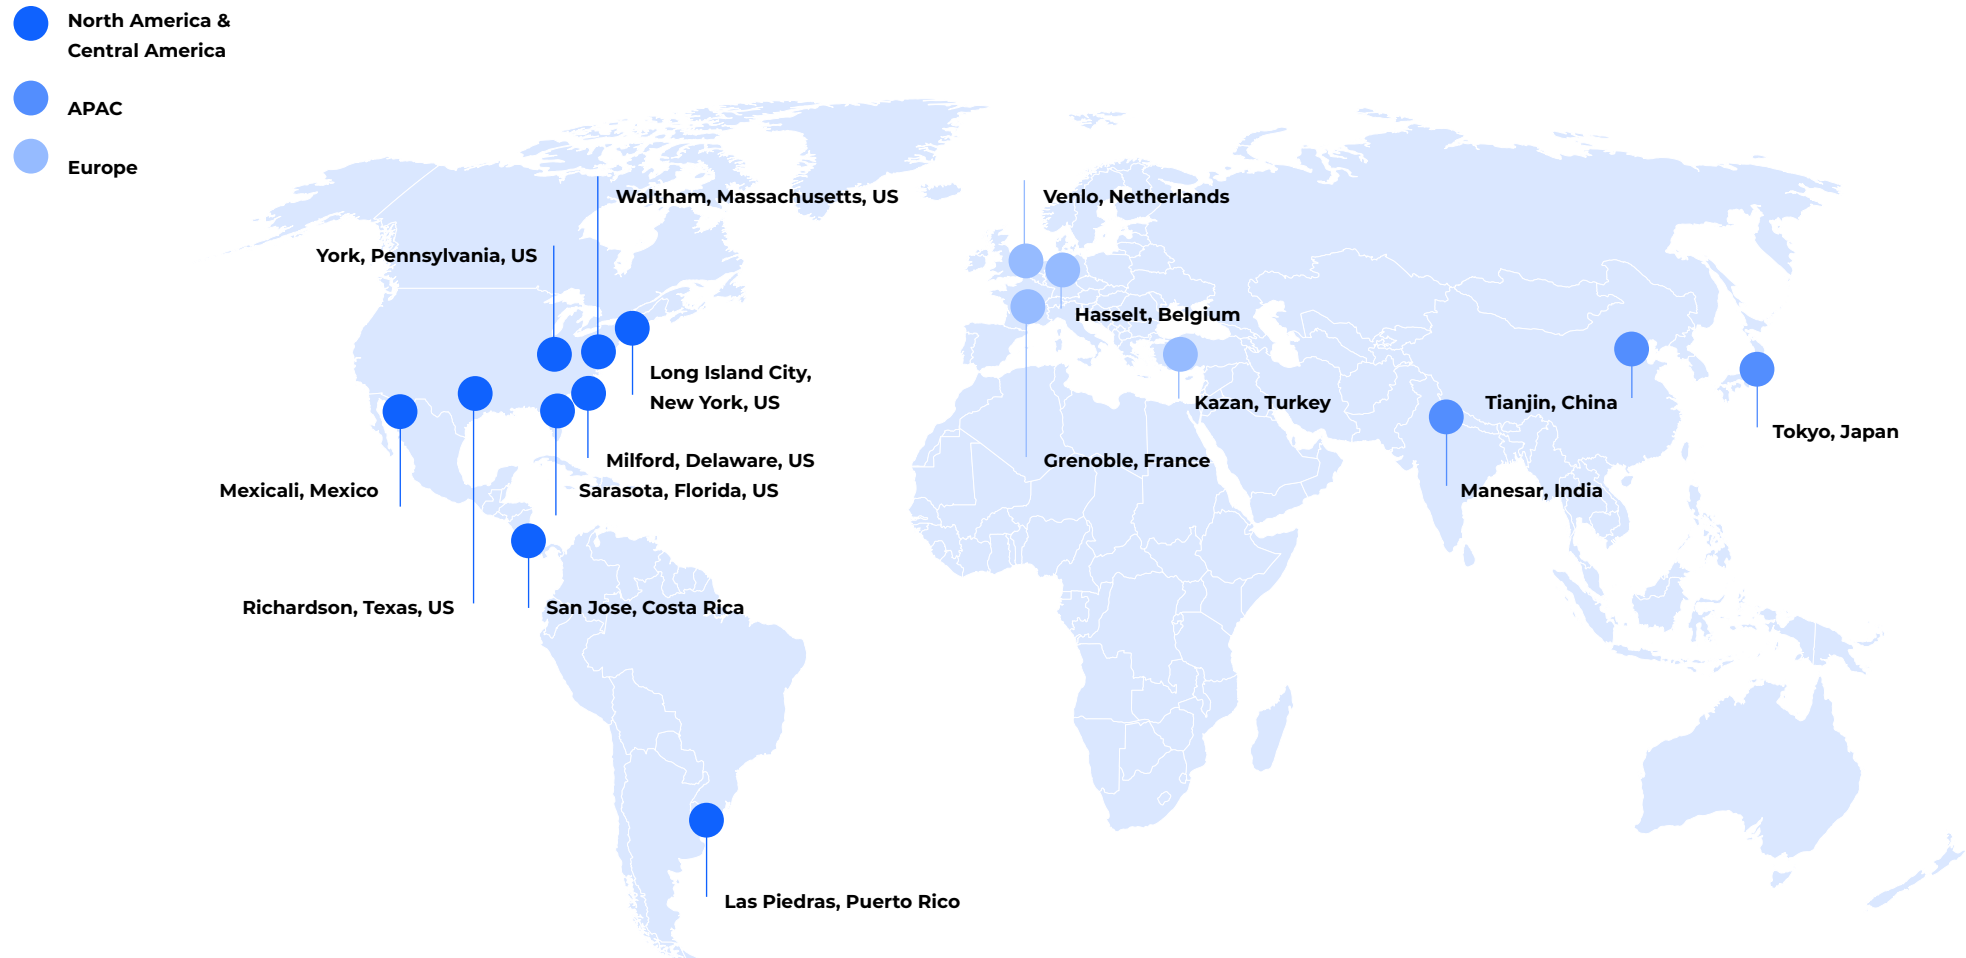 North America &
Central America
APAC
Europe
Waltham, Massachusetts, US
Venlo, Netherlands
York, Pennsylvania, US
Hasselt, Belgium
Long Island City,
New York, US
Kazan, Turkey
Tianjin, China
Tokyo, Japan
Milford, Delaware, US
Grenoble, France
Mexicali, Mexico
Sarasota, Florida, US
Manesar, India
Richardson, Texas, US
San Jose, Costa Rica
Las Piedras, Puerto Rico